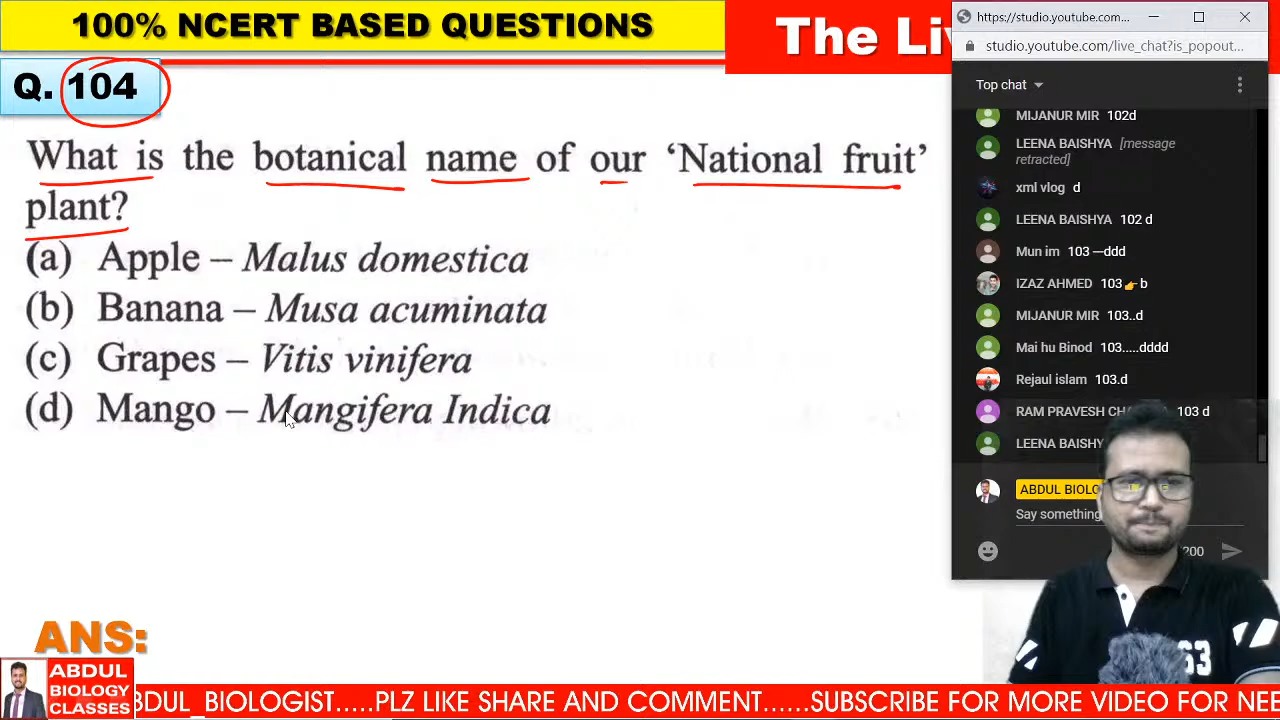 100% NCERT BASED QUESTIONS
The Liv
Q. 104
What is the botanical name of our ‘National fruit’
plant?
(a) Apple – Malus domestica
(b) Banana – Musa acuminata
(c) Grapes – Vitis vinifera
(d) Mango – Mangifera Indica
ANS:
ABDUL
BIOLOGY
CLASSES
BDUL_BIOLOGIST.....PLZ LIKE SHARE AND COMMENT......SUBSCRIBE FOR MORE VIDEO FOR NEE
https://studio.youtube.com...
studio.youtube.com/live_chat?is_popout...
Top chat
MIJANUR MIR 102d
LEENA BAISHYA [message
retracted]
xml vlog d
LEENA BAISHYA 102 d
Mun im 103 —ddd
IZAZ AHMED 103👉b
MIJANUR MIR 103..d
Mai hu Binod 103.....dddd
Rejaul islam 103.d
RAM PRAVESH 103 d
LEENA BAISHY
ABDUL BIOLO
Say something
/200
63